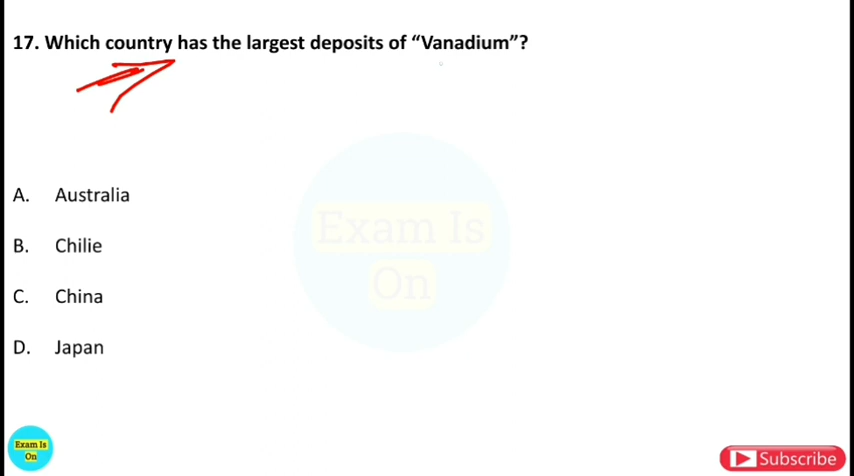 17. Which country has the largest deposits of “Vanadium”?
A. Australia
Exam Is
On
B. Chilie
C. China
D. Japan
Exam Is
On
Subscribe